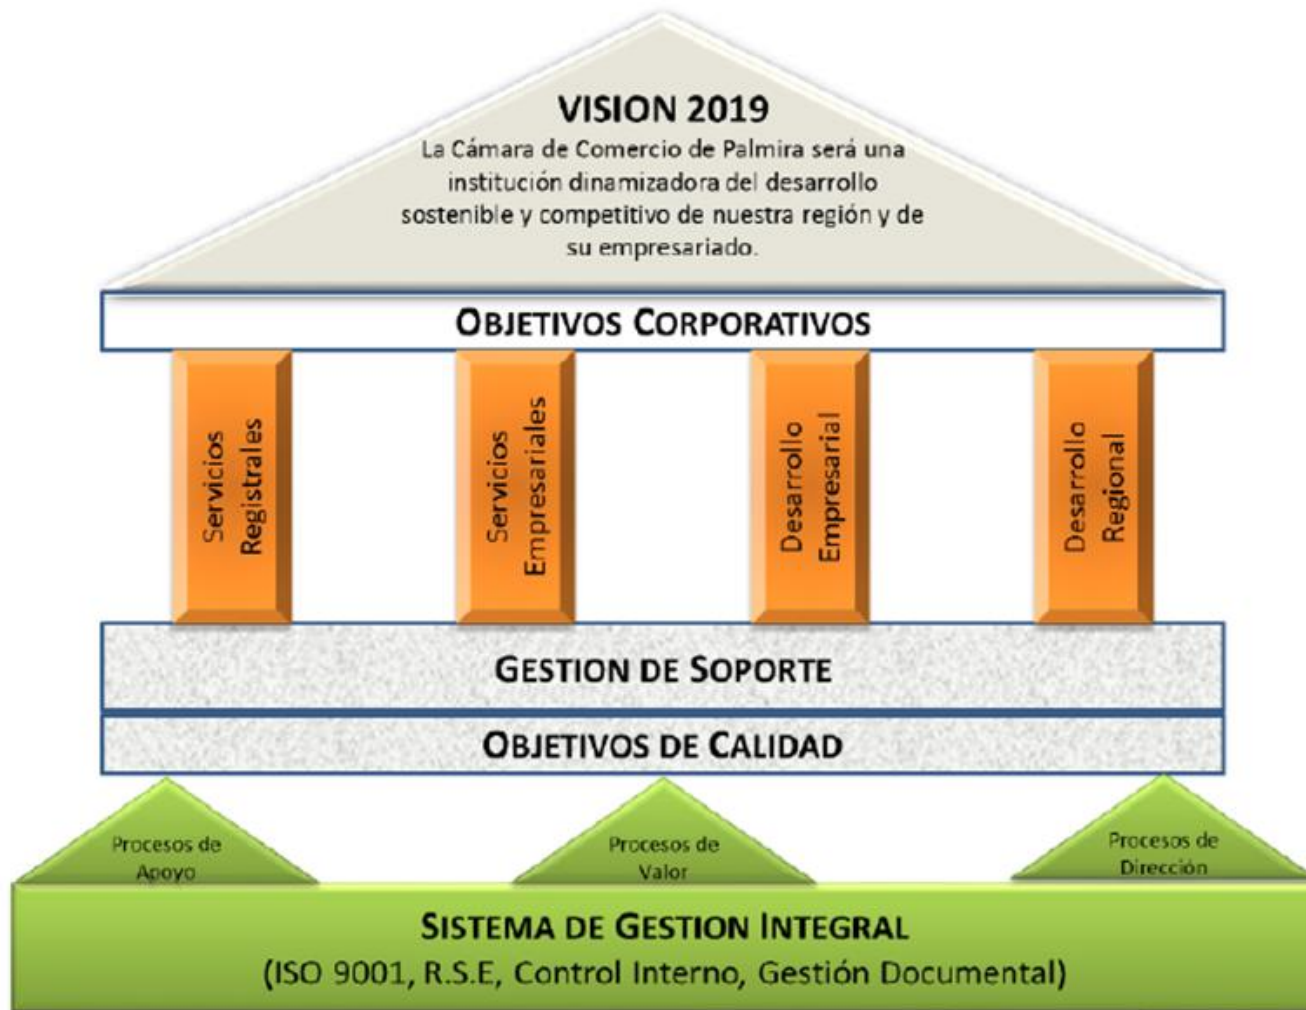 VISION 2019
La Cámara de Comercio de Palmira será una
institución dinamizadora del desarrollo
sostenible y competitivo de nuestra región y de
su empresariado.
OBJETIVOS CORPORATIVOS
Servicios
Registrales
Servicios
Empresariales
Desarrollo
Empresarial
Desarrollo
Regional
GESTION DE SOPORTE
OBJETIVOS DE CALIDAD
Procesos de
Apoyo
Procesos de
Valor
Procesos de
Dirección
SISTEMA DE GESTION INTEGRAL
(ISO 9001, R.S.E, Control Interno, Gestión Documental)